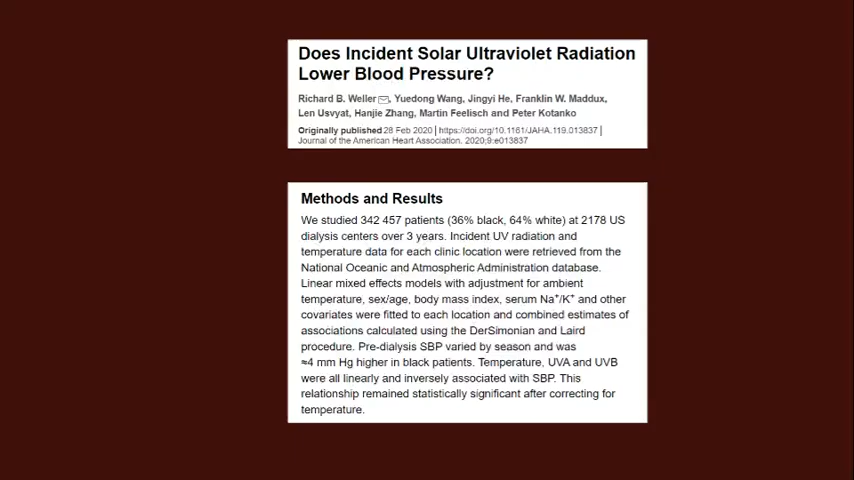 Does Incident Solar Ultraviolet Radiation
Lower Blood Pressure?
Richard B. Weller, Yuedong Wang, Jingyi He, Franklin W. Maddux,
Len Usvyat, Hanjie Zhang, Martin Feelisch and Peter Kotanko
Originally published 28 Feb 2020 | https://doi.org/10.1161/JAHA.119.013837 |
Journal of the American Heart Association. 2020;9:e013837
Methods and Results
We studied 342 457 patients (36% black, 64% white) at 2178 US
dialysis centers over 3 years. Incident UV radiation and
temperature data for each clinic location were retrieved from the
National Oceanic and Atmospheric Administration database.
Linear mixed effects models with adjustment for ambient
temperature, sex/age, body mass index, serum Na⁺/K⁺ and other
covariates were fitted to each location and combined estimates of
associations calculated using the DerSimonian and Laird
procedure. Pre-dialysis SBP varied by season and was
≈4 mm Hg higher in black patients. Temperature, UVA and UVB
were all linearly and inversely associated with SBP. This
relationship remained statistically significant after correcting for
temperature.